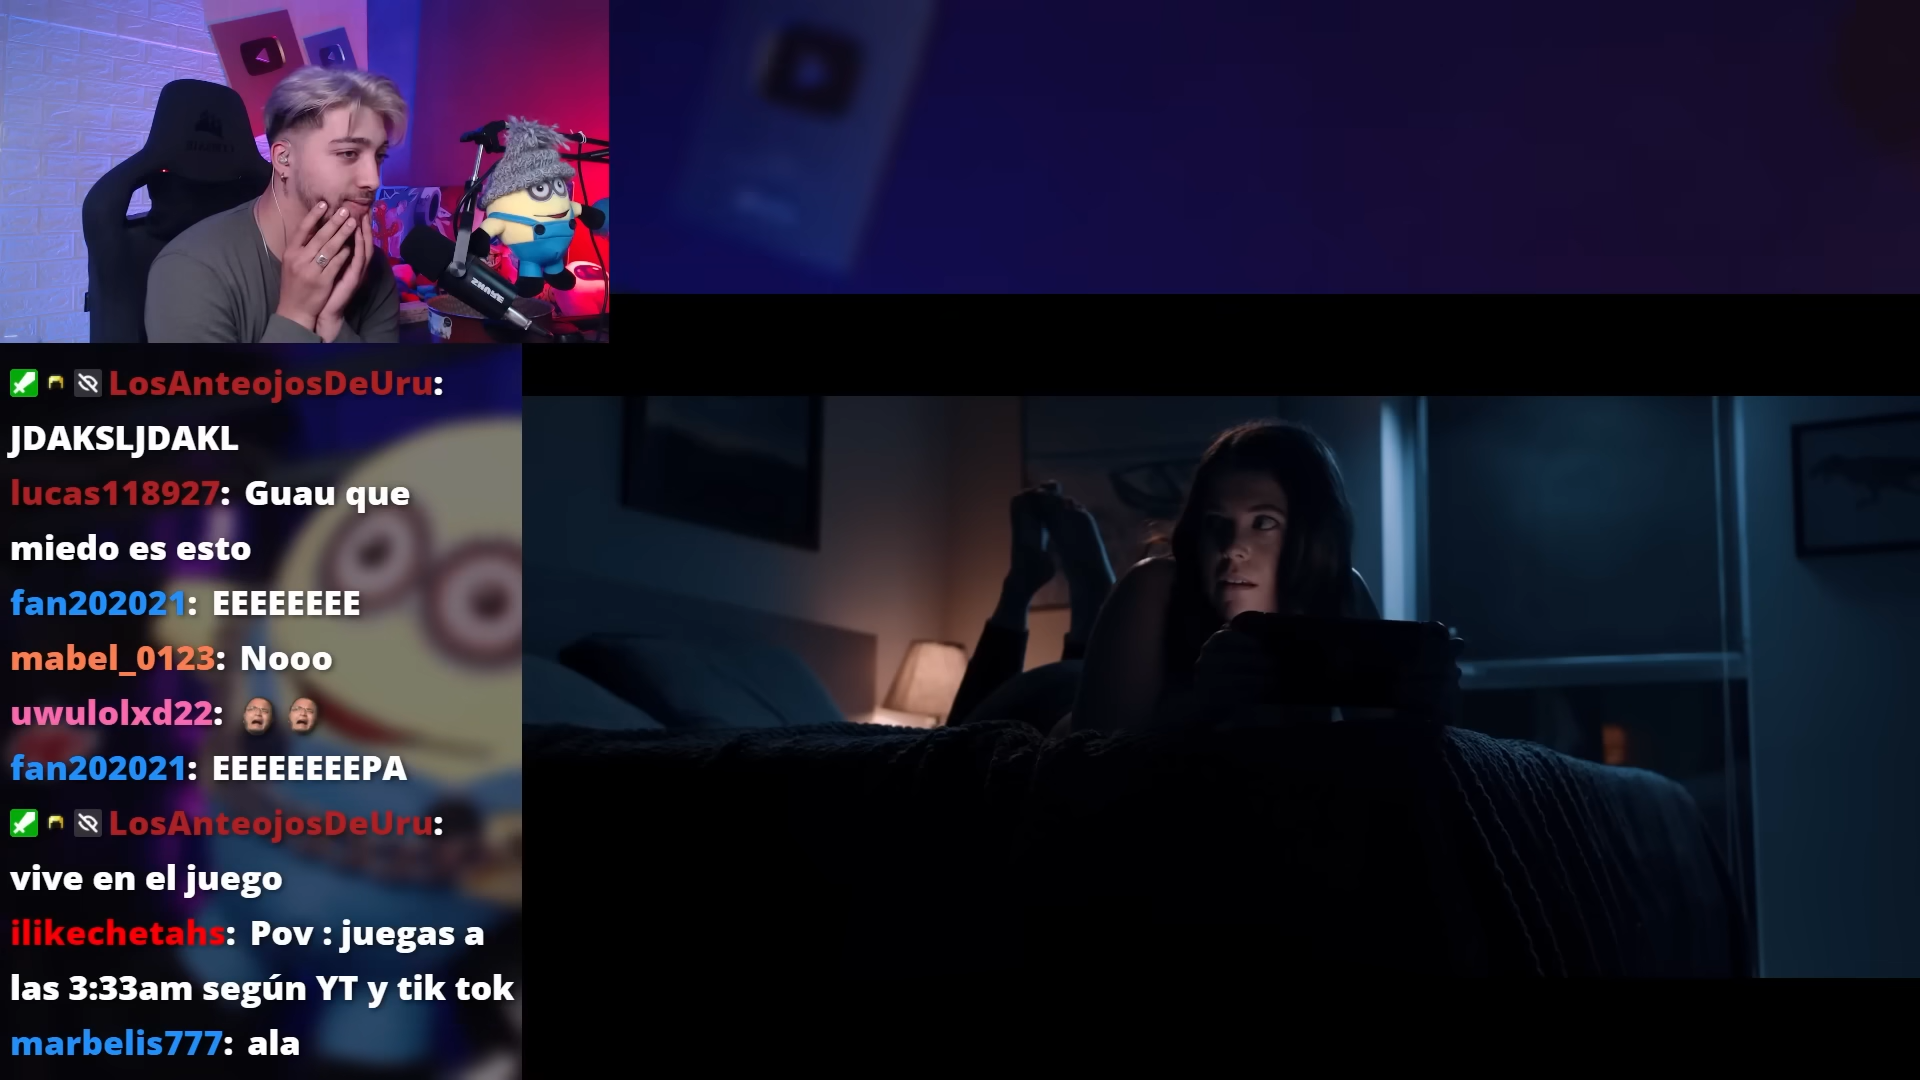 SHURE
LosAnteojosDeUru:
JDAKSLJDAKL
lucas118927: Guau que
miedo es esto
fan202021: EEEEEEEE
mabel_0123: Nooo
uwulolxd22:
fan202021: EEEEEEEEPA
LosAnteojosDeUru:
vive en el juego
ilikechetahs: Pov : juegas a
las 3:33am según YT y tik tok
marbelis777: ala